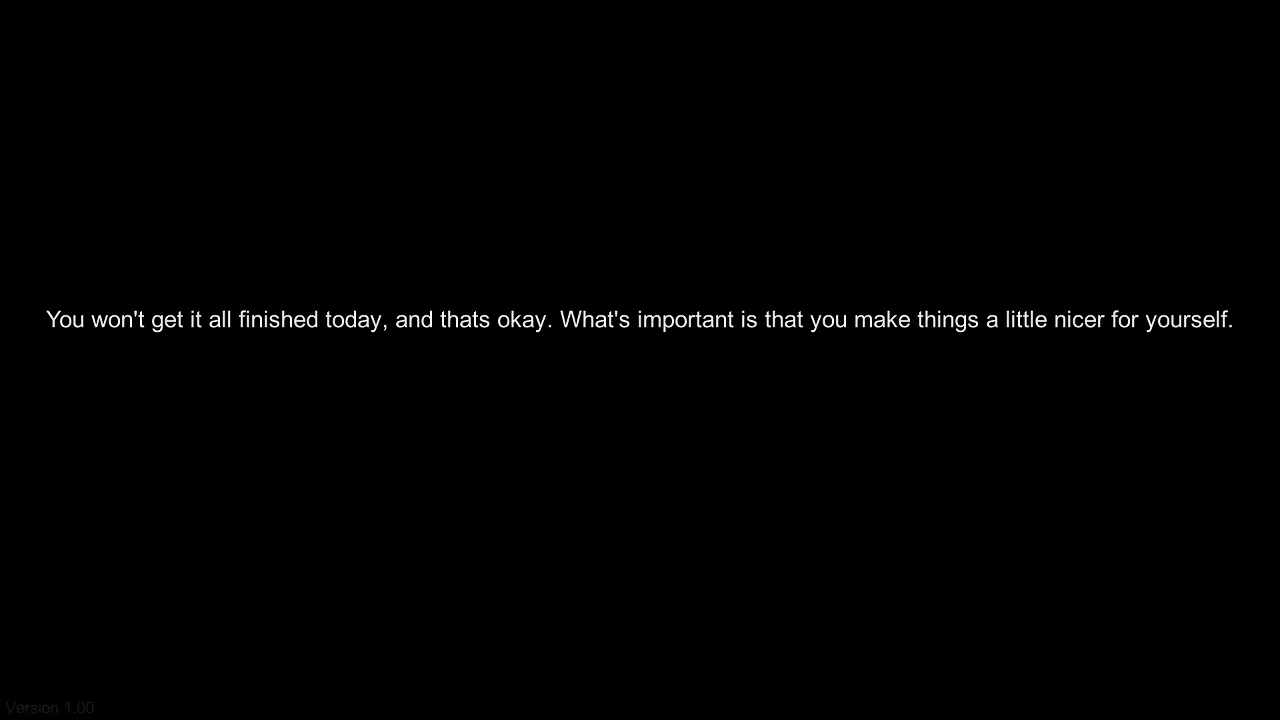 You won't get it all finished today, and thats okay. What's important is that you make things a little nicer for yourself.
Version 1.00